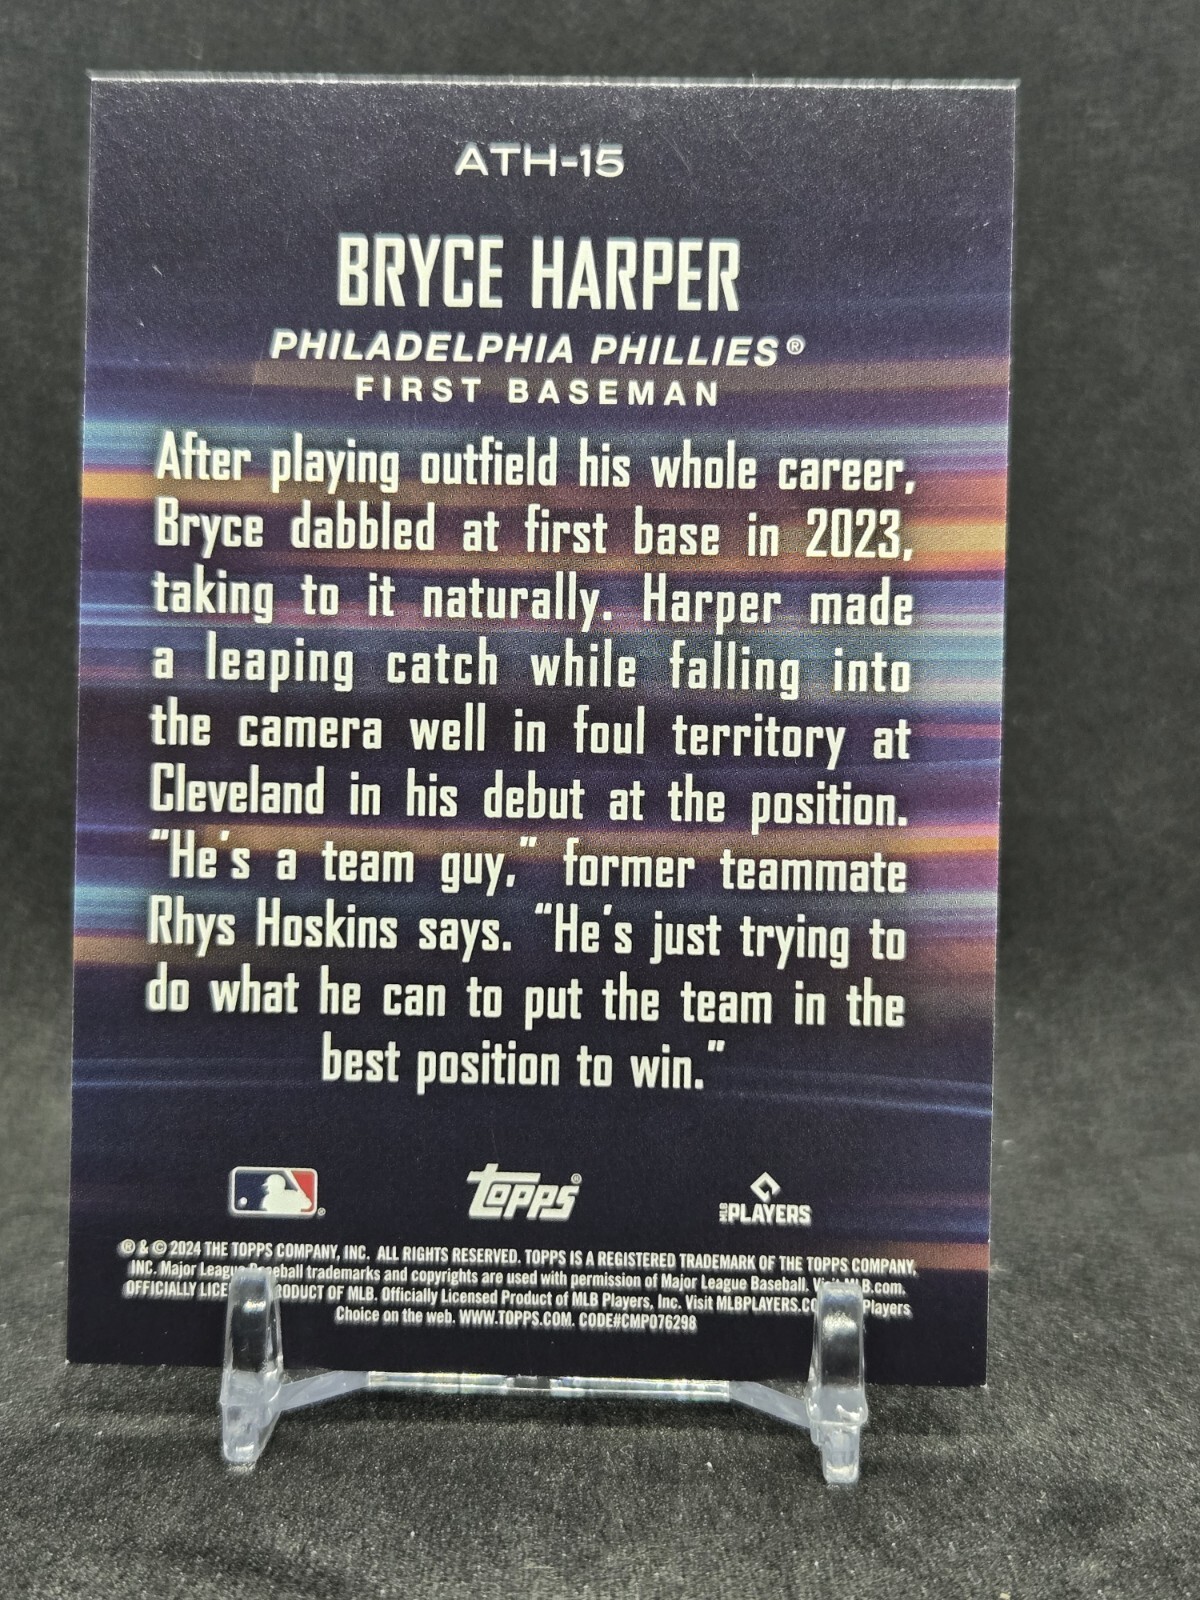 ATH-15
BRYCE HARPER
PHILADELPHIA PHILLIES®
FIRST BASEMAN
After playing outfield his whole career,
Bryce dabbled at first base in 2023,
taking to it naturally. Harper made
a leaping catch while falling into
the camera well in foul territory at
Cleveland in his debut at the position.
“He’s a team guy,” former teammate
Rhys Hoskins says. “He’s just trying to
do what he can to put the team in the
best position to win.”
topps® MLB PLAYERS
® & © 2024 THE TOPPS COMPANY, INC. ALL RIGHTS RESERVED. TOPPS IS A REGISTERED TRADEMARK OF THE TOPPS COMPANY,
INC. Major League Baseball trademarks and copyrights are used with permission of Major League Baseball. Visit MLB.com.
OFFICIALLY PRODUCT OF MLB. Officially Licensed Product of MLB Players, Inc. Visit Players
Choice on the web. WWW.TOPPS.COM. CODE#CMP076298